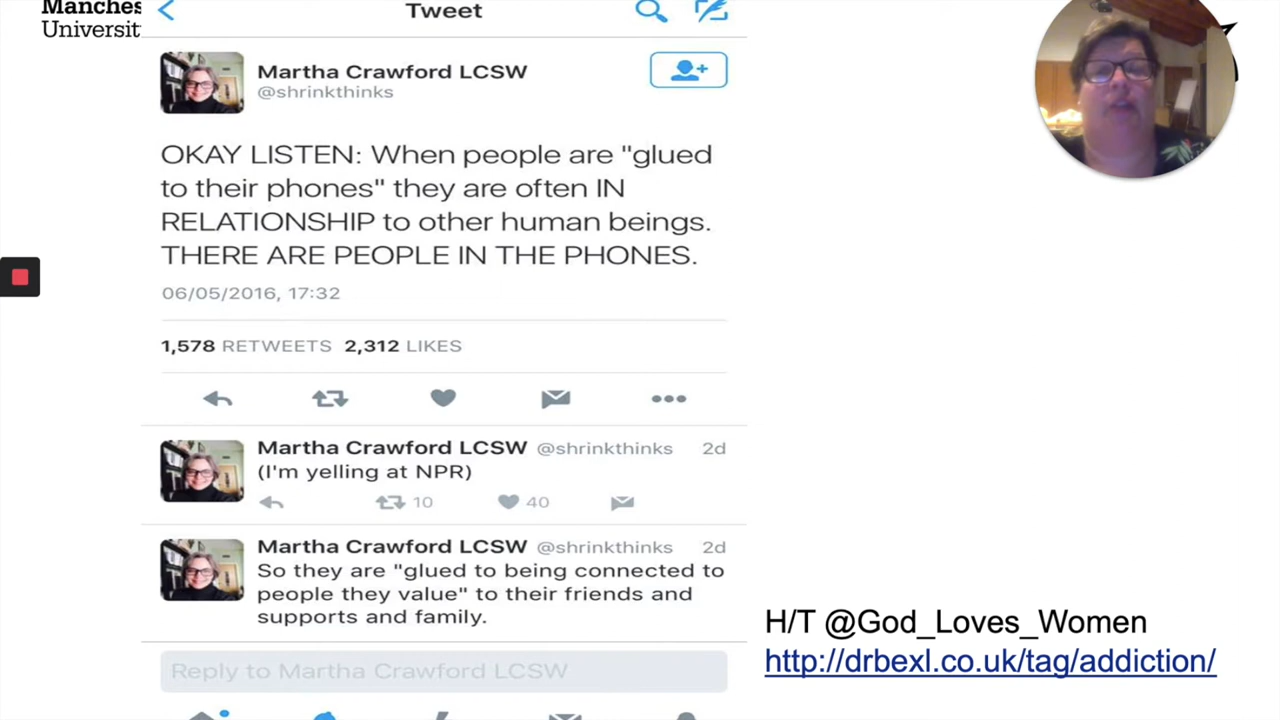 Manches
Universit
Tweet
Martha Crawford LCSW
@shrinkthinks
OKAY LISTEN: When people are "glued
to their phones" they are often IN
RELATIONSHIP to other human beings.
THERE ARE PEOPLE IN THE PHONES.
06/05/2016, 17:32
1,578 RETWEETS 2,312 LIKES
Martha Crawford LCSW @shrinkthinks 2d
(I'm yelling at NPR)
10 40
Martha Crawford LCSW @shrinkthinks 2d
So they are "glued to being connected to
people they value" to their friends and
supports and family.
Reply to Martha Crawford LCSW
H/T @God_Loves_Women
http://drbexl.co.uk/tag/addiction/